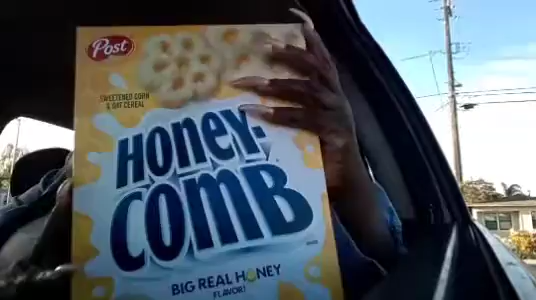 Post
SWEETENED CORN
& OAT CEREAL
HONEY-
COMB
BIG REAL HONEY
FLAVOR!